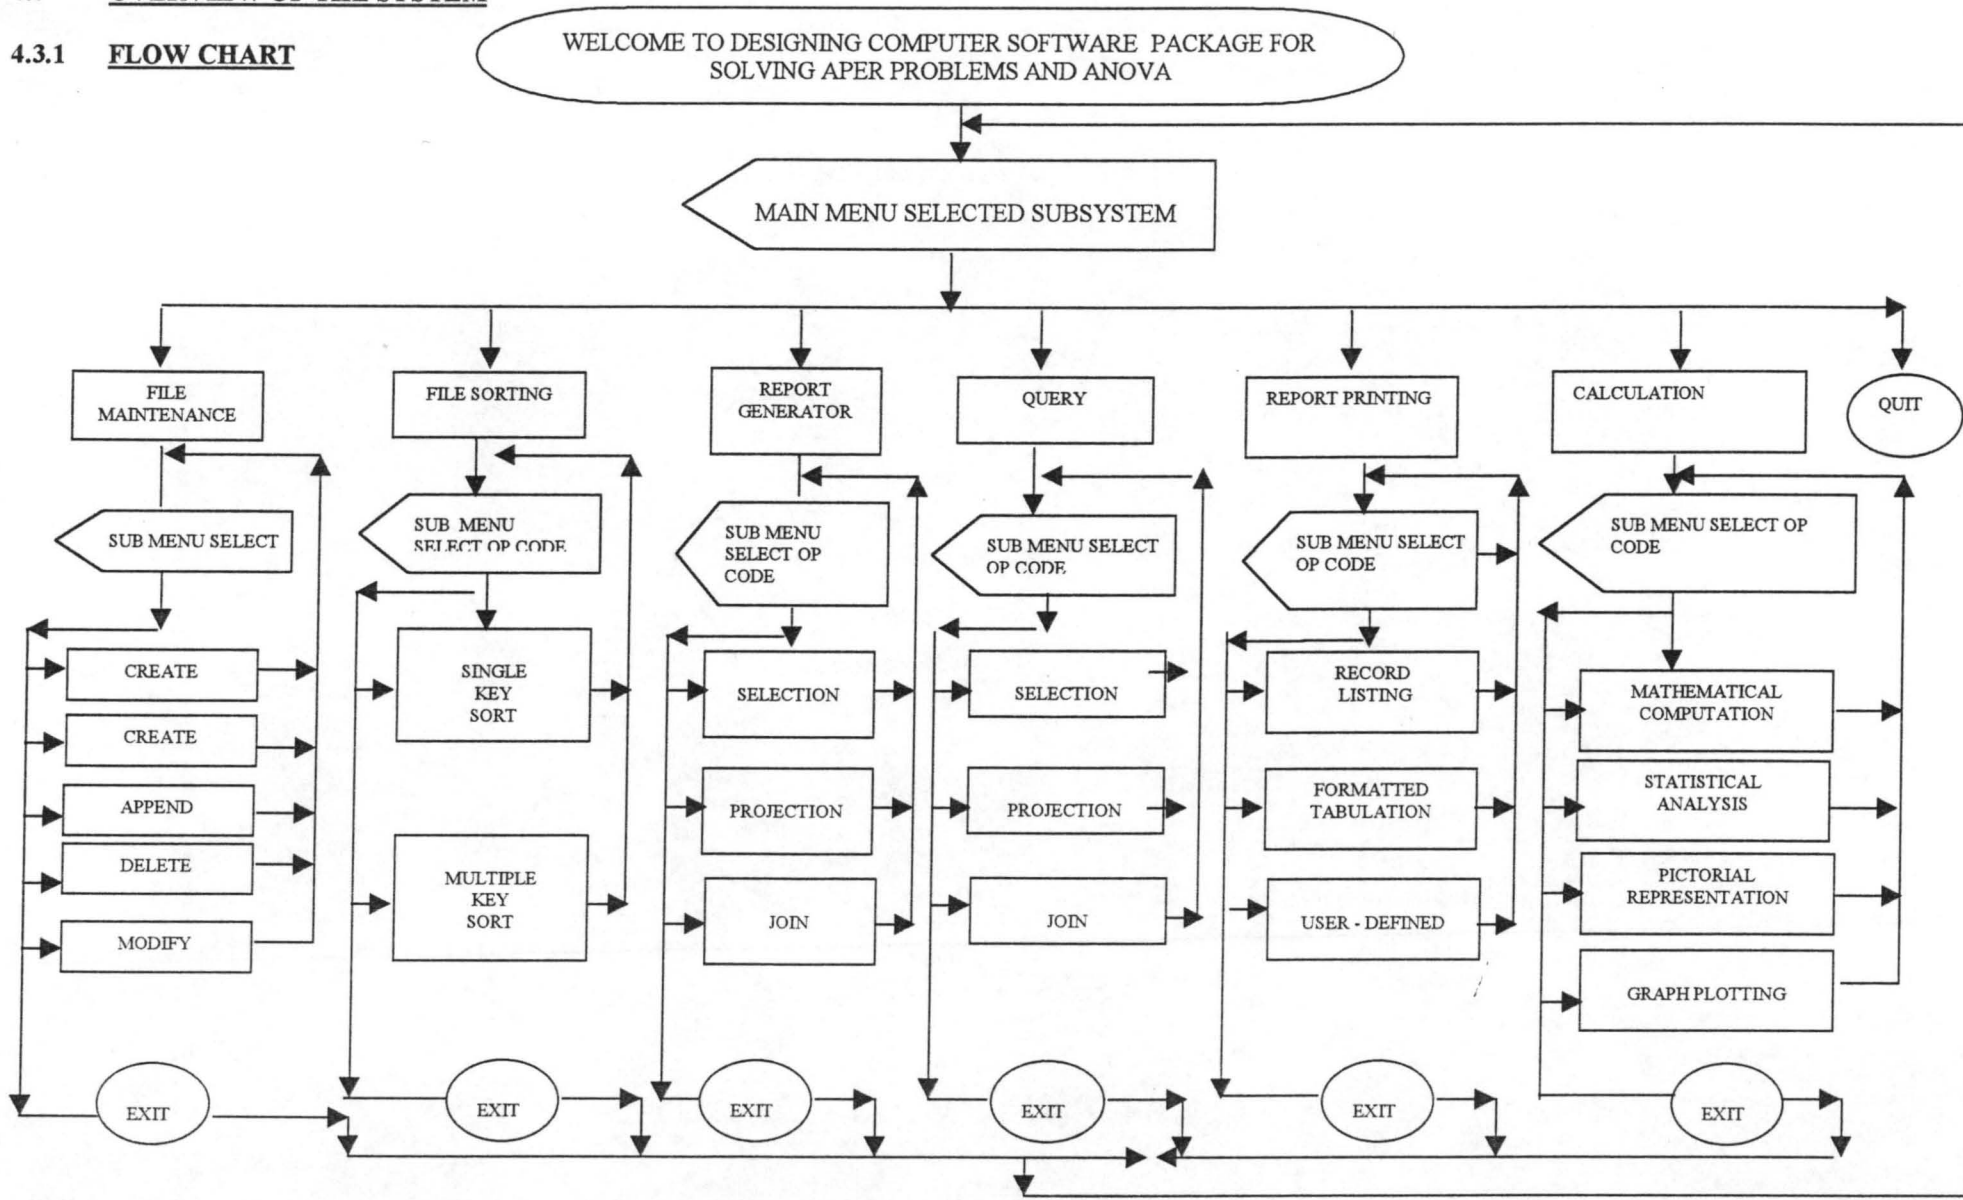 OVERVIEW OF THE SYSTEM
4.3.1 FLOW CHART
WELCOME TO DESIGNING COMPUTER SOFTWARE PACKAGE FOR
SOLVING APER PROBLEMS AND ANOVA
MAIN MENU SELECTED SUBSYSTEM
FILE
MAINTENANCE
SUB MENU SELECT
CREATE
CREATE
APPEND
DELETE
MODIFY
EXIT
FILE SORTING
SUB MENU
SELECT OP CODE
SINGLE
KEY
SORT
MULTIPLE
KEY
SORT
EXIT
REPORT
GENERATOR
SUB MENU
SELECT OP
CODE
SELECTION
PROJECTION
JOIN
EXIT
QUERY
SUB MENU SELECT
OP CODE
SELECTION
PROJECTION
JOIN
EXIT
REPORT PRINTING
SUB MENU SELECT
OP CODE
RECORD
LISTING
FORMATTED
TABULATION
USER - DEFINED
EXIT
CALCULATION
SUB MENU SELECT OP
CODE
MATHEMATICAL
COMPUTATION
STATISTICAL
ANALYSIS
PICTORIAL
REPRESENTATION
GRAPH PLOTTING
EXIT
QUIT